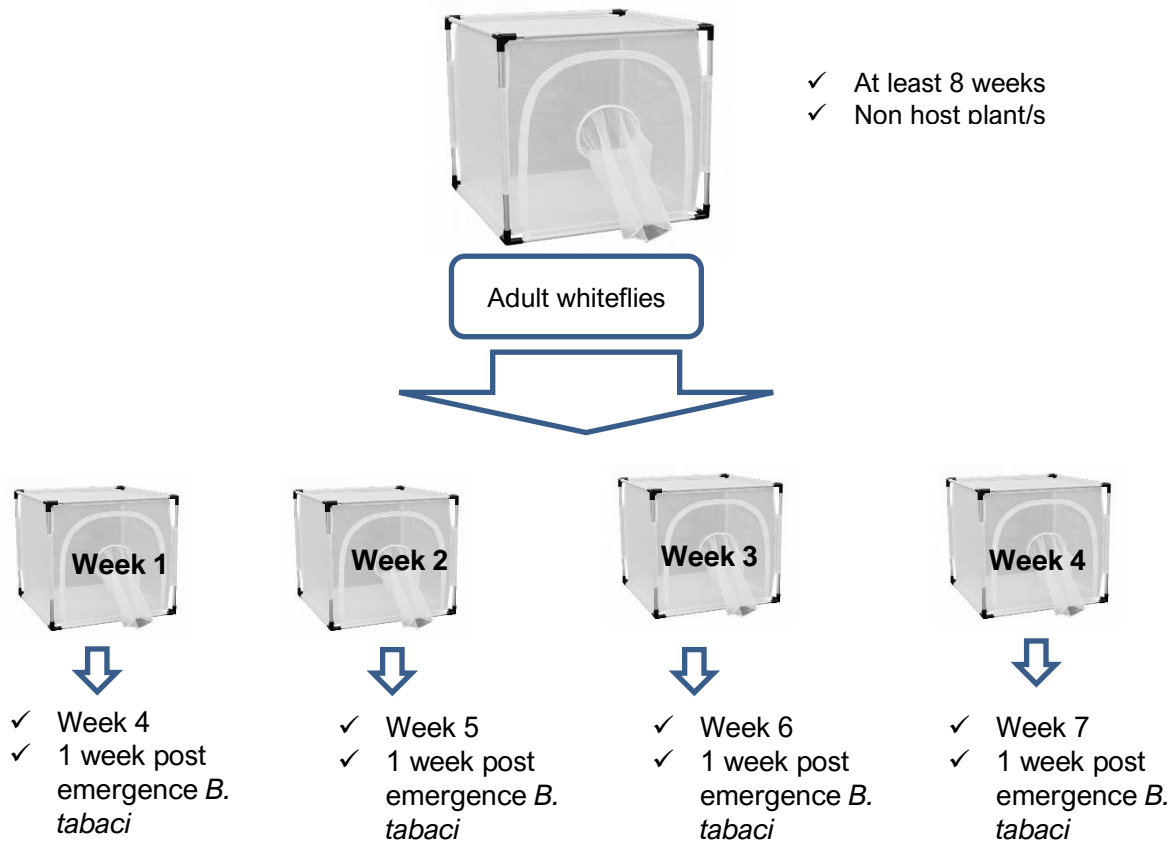 ✓ At least 8 weeks
✓ Non host plant/s
Adult whiteflies
Week 1
Week 2
Week 3
Week 4
✓ Week 4
✓ 1 week post
emergence B.
tabaci
✓ Week 5
✓ 1 week post
emergence B.
tabaci
✓ Week 6
✓ 1 week post
emergence B.
tabaci
✓ Week 7
✓ 1 week post
emergence B.
tabaci